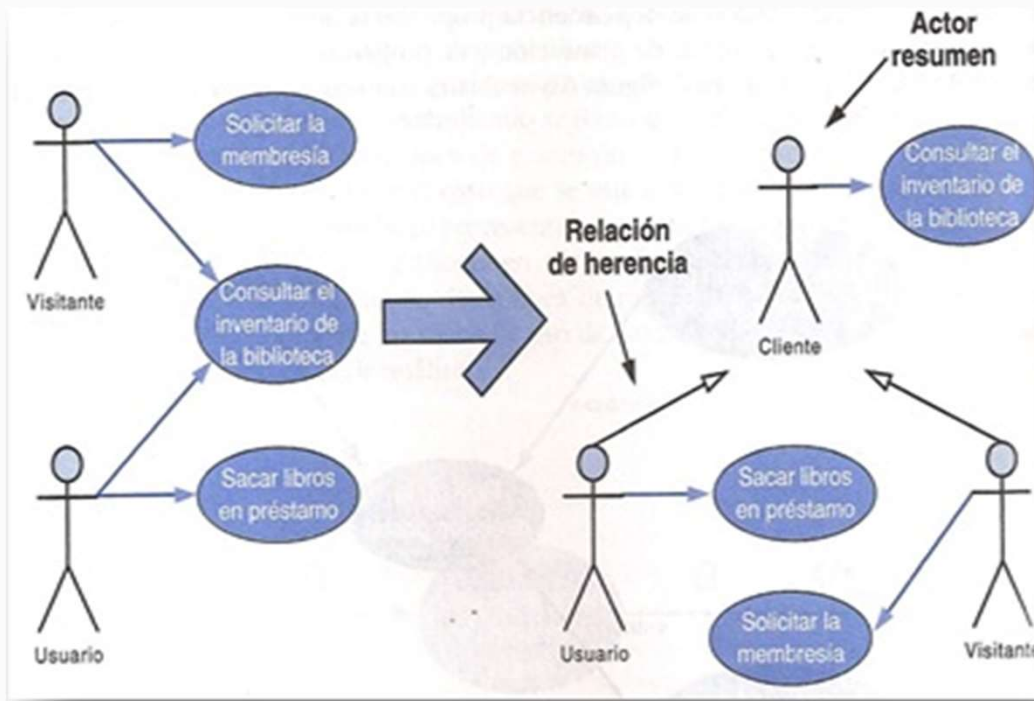 Actor
resumen
Solicitar la
membresía
Consultar el
inventario de
la biblioteca
Relación
de herencia
Visitante
Consultar el
inventario de
la biblioteca
Cliente
Sacar libros
en préstamo
Sacar libros
en préstamo
Solicitar la
membresía
Usuario
Usuario
Visitante